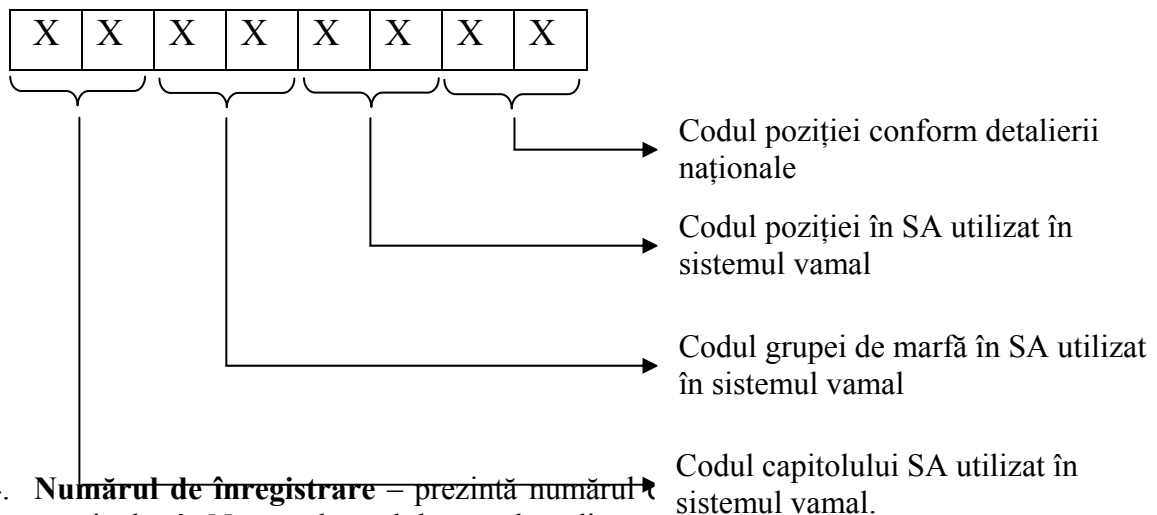 X X X X X X X X
Codul poziției conform detalierii
naționale
Codul poziției în SA utilizat în
sistemul vamal
Codul grupei de marfă în SA utilizat
în sistemul vamal
Codul capitolului SA utilizat în
sistemul vamal.
Numărul de înregistrare – prezintă numărul